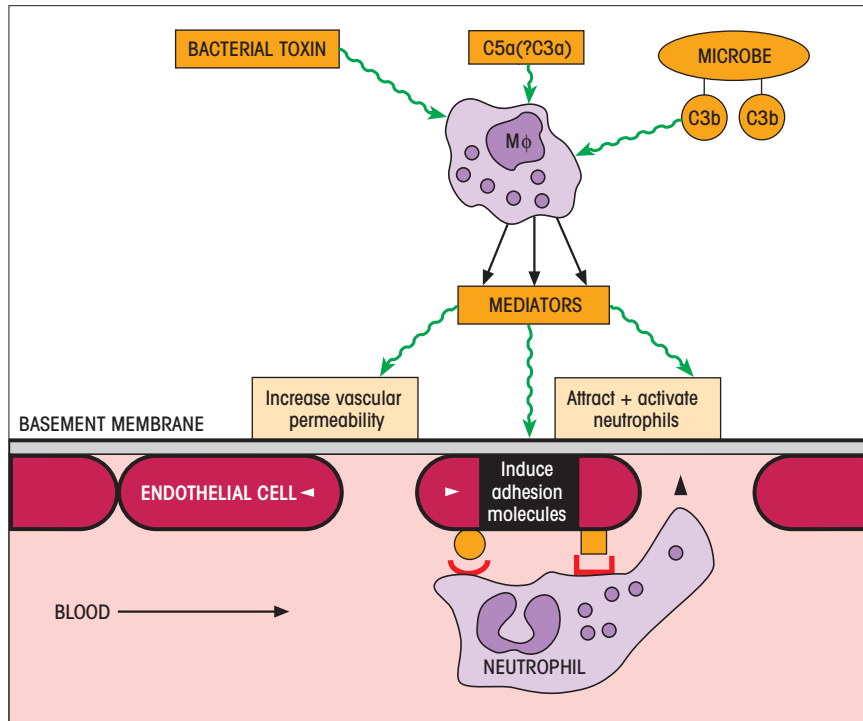 BACTERIAL TOXIN
C5a(?C3a)
MICROBE
C3b
C3b
Mϕ
MEDIATORS
Increase vascular
permeability
Attract + activate
neutrophils
BASEMENT MEMBRANE
ENDOTHELIAL CELL
Induce
adhesion
molecules
BLOOD
NEUTROPHIL